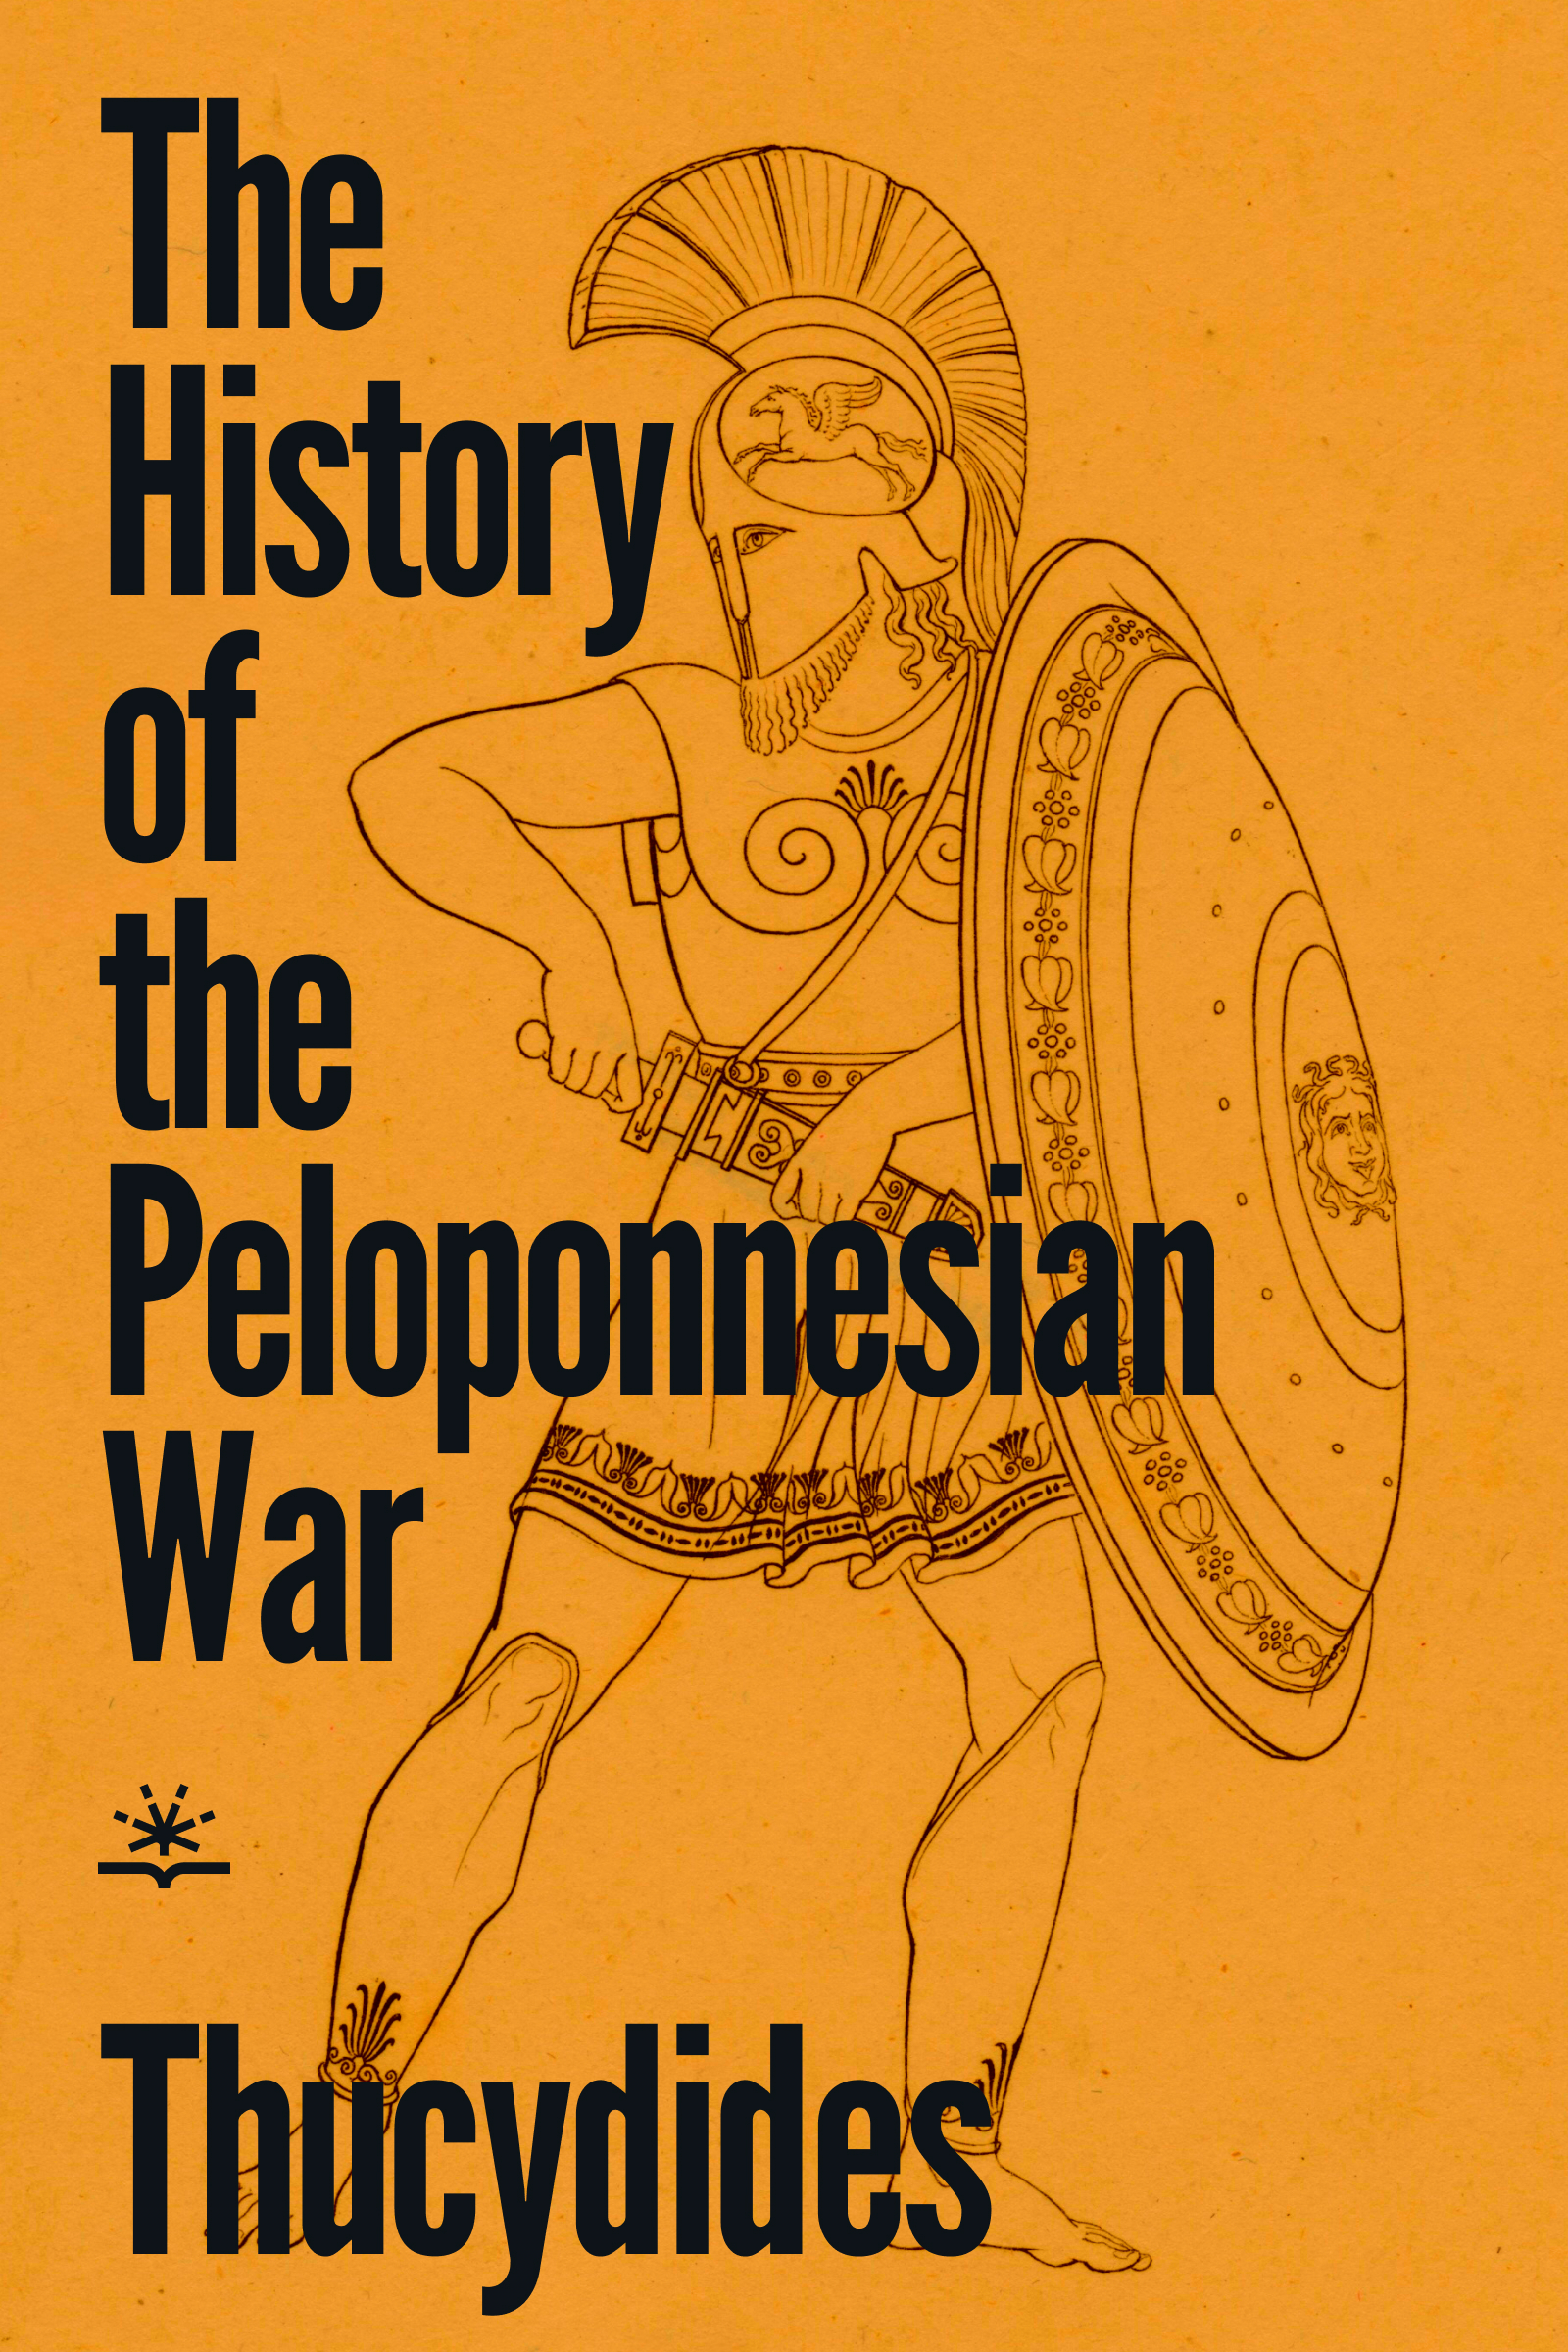 The
History
of
the
Peloponnesian
War
Thucydides